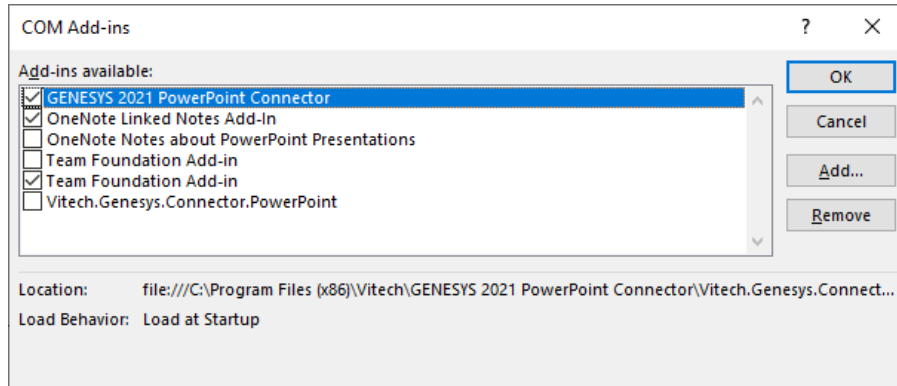 COM Add-ins
Add-ins available:
GENESYS 2021 PowerPoint Connector
OneNote Linked Notes Add-In
OneNote Notes about PowerPoint Presentations
Team Foundation Add-in
Team Foundation Add-in
Vitech.Genesys.Connector.PowerPoint
OK
Cancel
Add...
Remove
Location: file:///C:\Program Files (x86)\Vitech\GENESYS 2021 PowerPoint Connector\Vitech.Genesys.Connect...
Load Behavior: Load at Startup